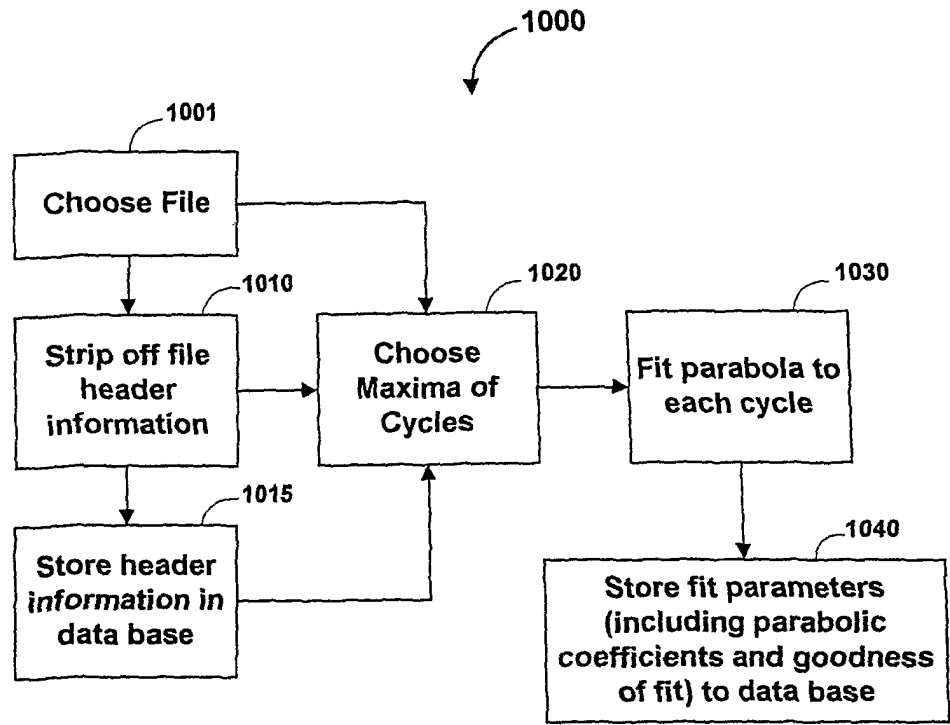 1000
1001
Choose File
1010
Strip off file
header
information
1015
Store header
information in
data base
1020
Choose
Maxima of
Cycles
1030
Fit parabola to
each cycle
1040
Store fit parameters
(including parabolic
coefficients and goodness
of fit) to data base